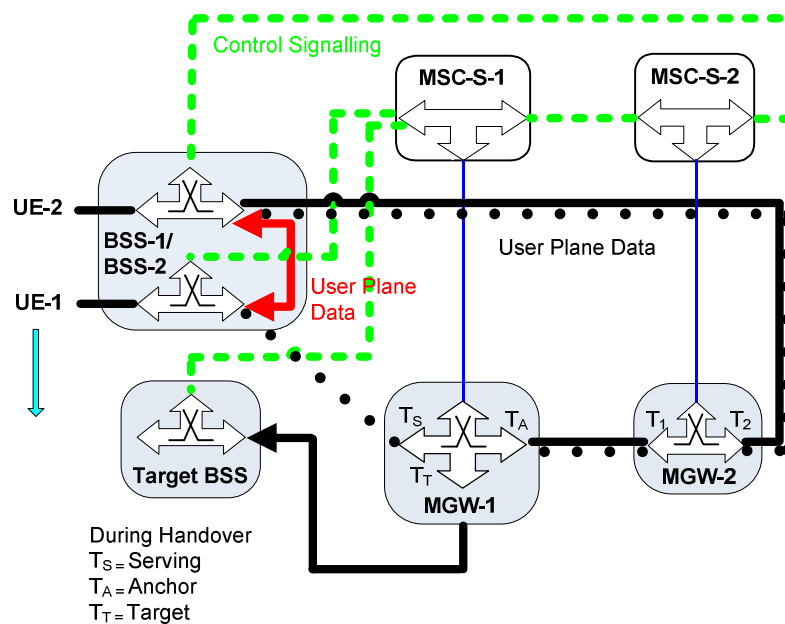 Control Signalling
MSC-S-1
MSC-S-2
UE-2
BSS-1/
BSS-2
User Plane Data
UE-1
User Plane
Data
TS
TA
TT
MGW-1
T1
T2
MGW-2
Target BSS
During Handover
TS = Serving
TA = Anchor
TT = Target